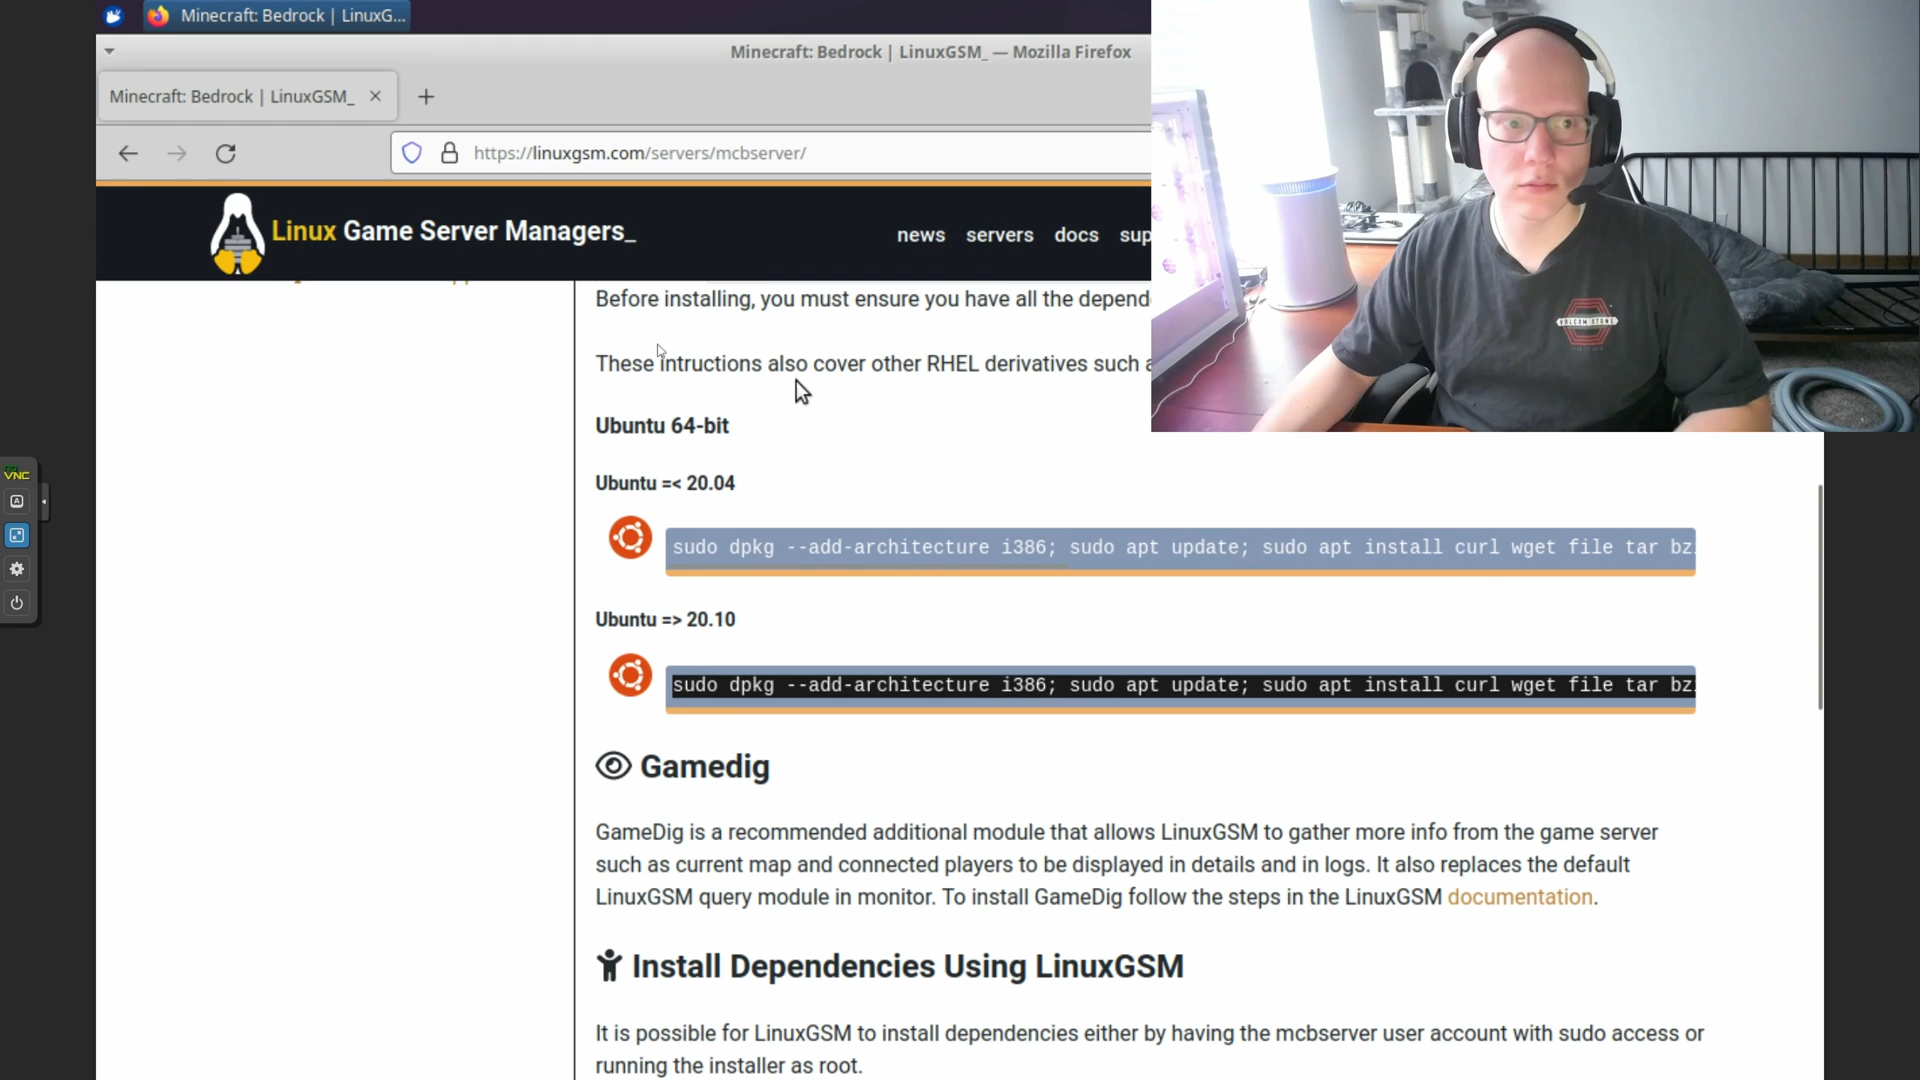 Minecraft: Bedrock | LinuxG...
Minecraft: Bedrock | LinuxGSM_ — Mozilla Firefox
Minecraft: Bedrock | LinuxGSM_
https://linuxgsm.com/servers/mcbserver/
Linux Game Server Managers_
news servers docs sup
Before installing, you must ensure you have all the depend
These intructions also cover other RHEL derivatives such a
Ubuntu 64-bit
VOLCOM STONE
VNC
Ubuntu =< 20.04
sudo dpkg --add-architecture i386; sudo apt update; sudo apt install curl wget file tar bz
Ubuntu => 20.10
sudo dpkg --add-architecture i386; sudo apt update; sudo apt install curl wget file tar bz
Gamedig
GameDig is a recommended additional module that allows LinuxGSM to gather more info from the game server
such as current map and connected players to be displayed in details and in logs. It also replaces the default
LinuxGSM query module in monitor. To install GameDig follow the steps in the LinuxGSM documentation.
Install Dependencies Using LinuxGSM
It is possible for LinuxGSM to install dependencies either by having the mcbserver user account with sudo access or
running the installer as root.